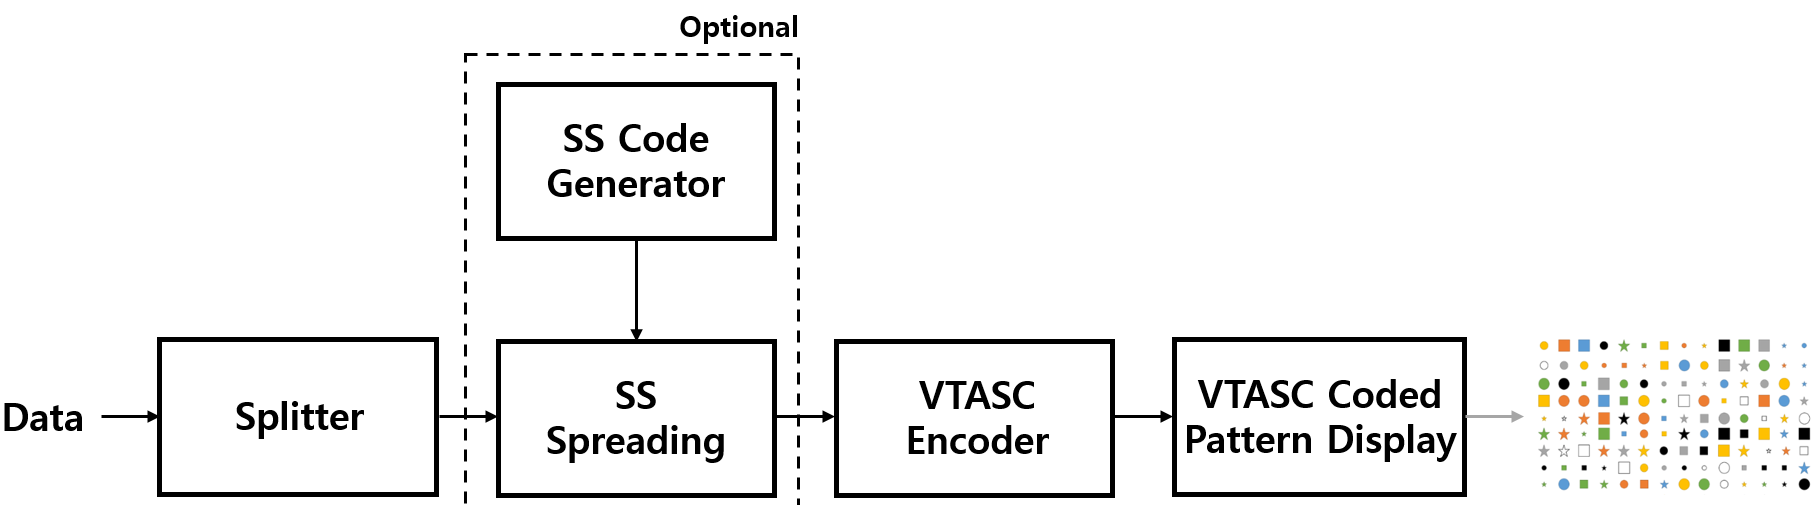 Optional
SS Code
Generator
Data
Splitter
SS
Spreading
VTASC
Encoder
VTASC Coded
Pattern Display